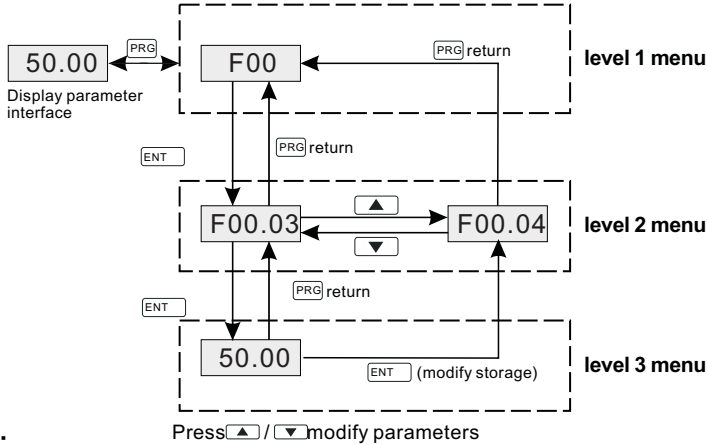 PRG
50.00
F00
PRG return
level 1 menu
Display parameter
interface
PRG return
ENT
F00.03
▲
▼
F00.04
level 2 menu
PRG return
ENT
50.00
ENT (modify storage)
level 3 menu
. Press ▲ / ▼ modify parameters